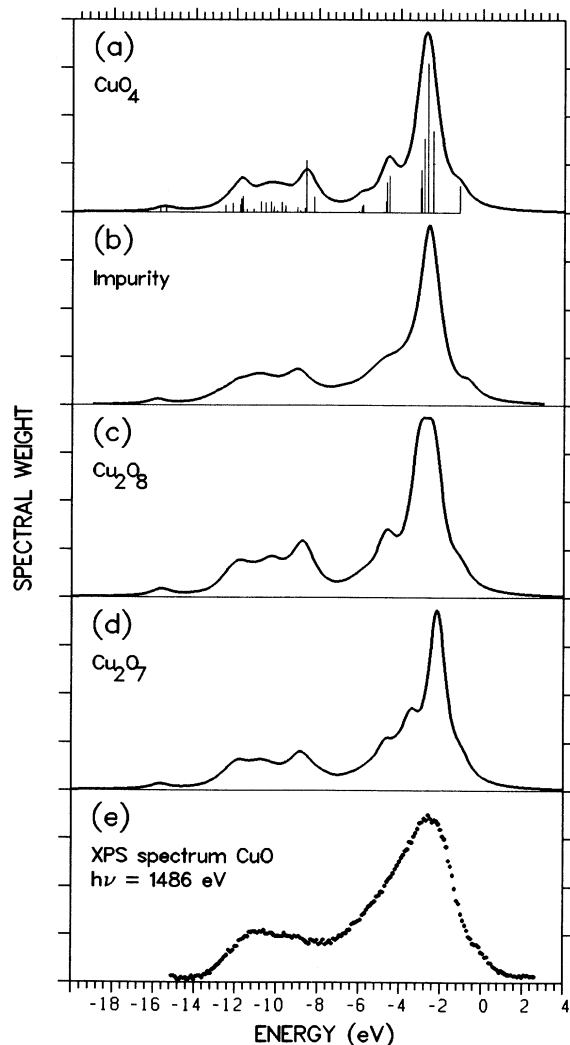 (a)
CuO4
(b)
Impurity
(c)
Cu2O8
(d)
Cu2O7
(e)
XPS spectrum CuO
hν = 1486 eV
SPECTRAL WEIGHT
-18 -16 -14 -12 -10 -8 -6 -4 -2 0 2 4
ENERGY (eV)